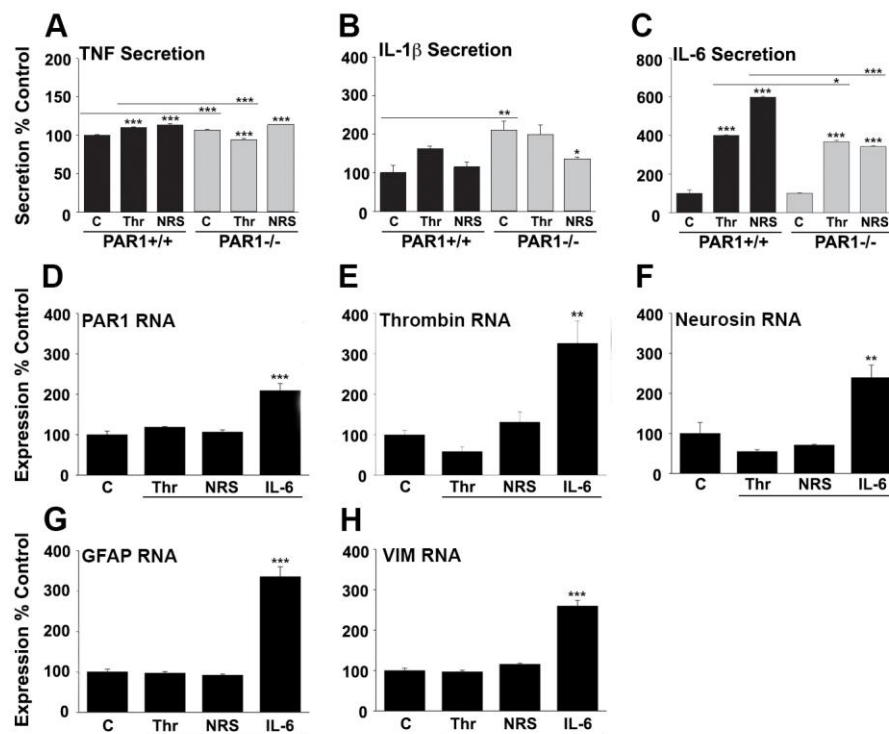 A
TNF Secretion
Secretion % Control
200
150
100
50
0
***
***
***
***
***
***
C Thr NRS C Thr NRS
PAR1+/+ PAR1-/-
B
IL-1β Secretion
400
300
200
100
0
**
*
C Thr NRS C Thr NRS
PAR1+/+ PAR1-/-
C
IL-6 Secretion
800
600
400
200
0
***
*
***
***
***
***
C Thr NRS C Thr NRS
PAR1+/+ PAR1-/-
D
PAR1 RNA
Expression % Control
400
300
200
100
0
***
C Thr NRS IL-6
E
Thrombin RNA
400
300
200
100
0
**
C Thr NRS IL-6
F
Neurosin RNA
400
300
200
100
0
**
C Thr NRS IL-6
G
GFAP RNA
Expression % Control
400
300
200
100
0
***
C Thr NRS IL-6
H
VIM RNA
400
300
200
100
0
***
C Thr NRS IL-6